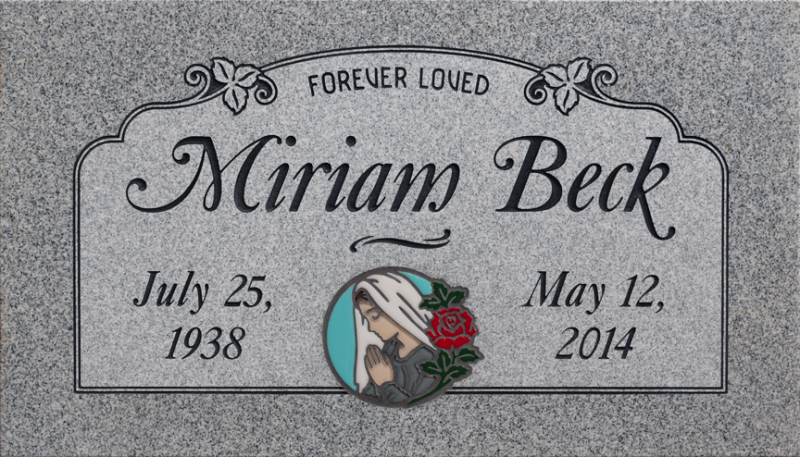 FOREVER LOVED
Miriam Beck
July 25,
1938
May 12,
2014